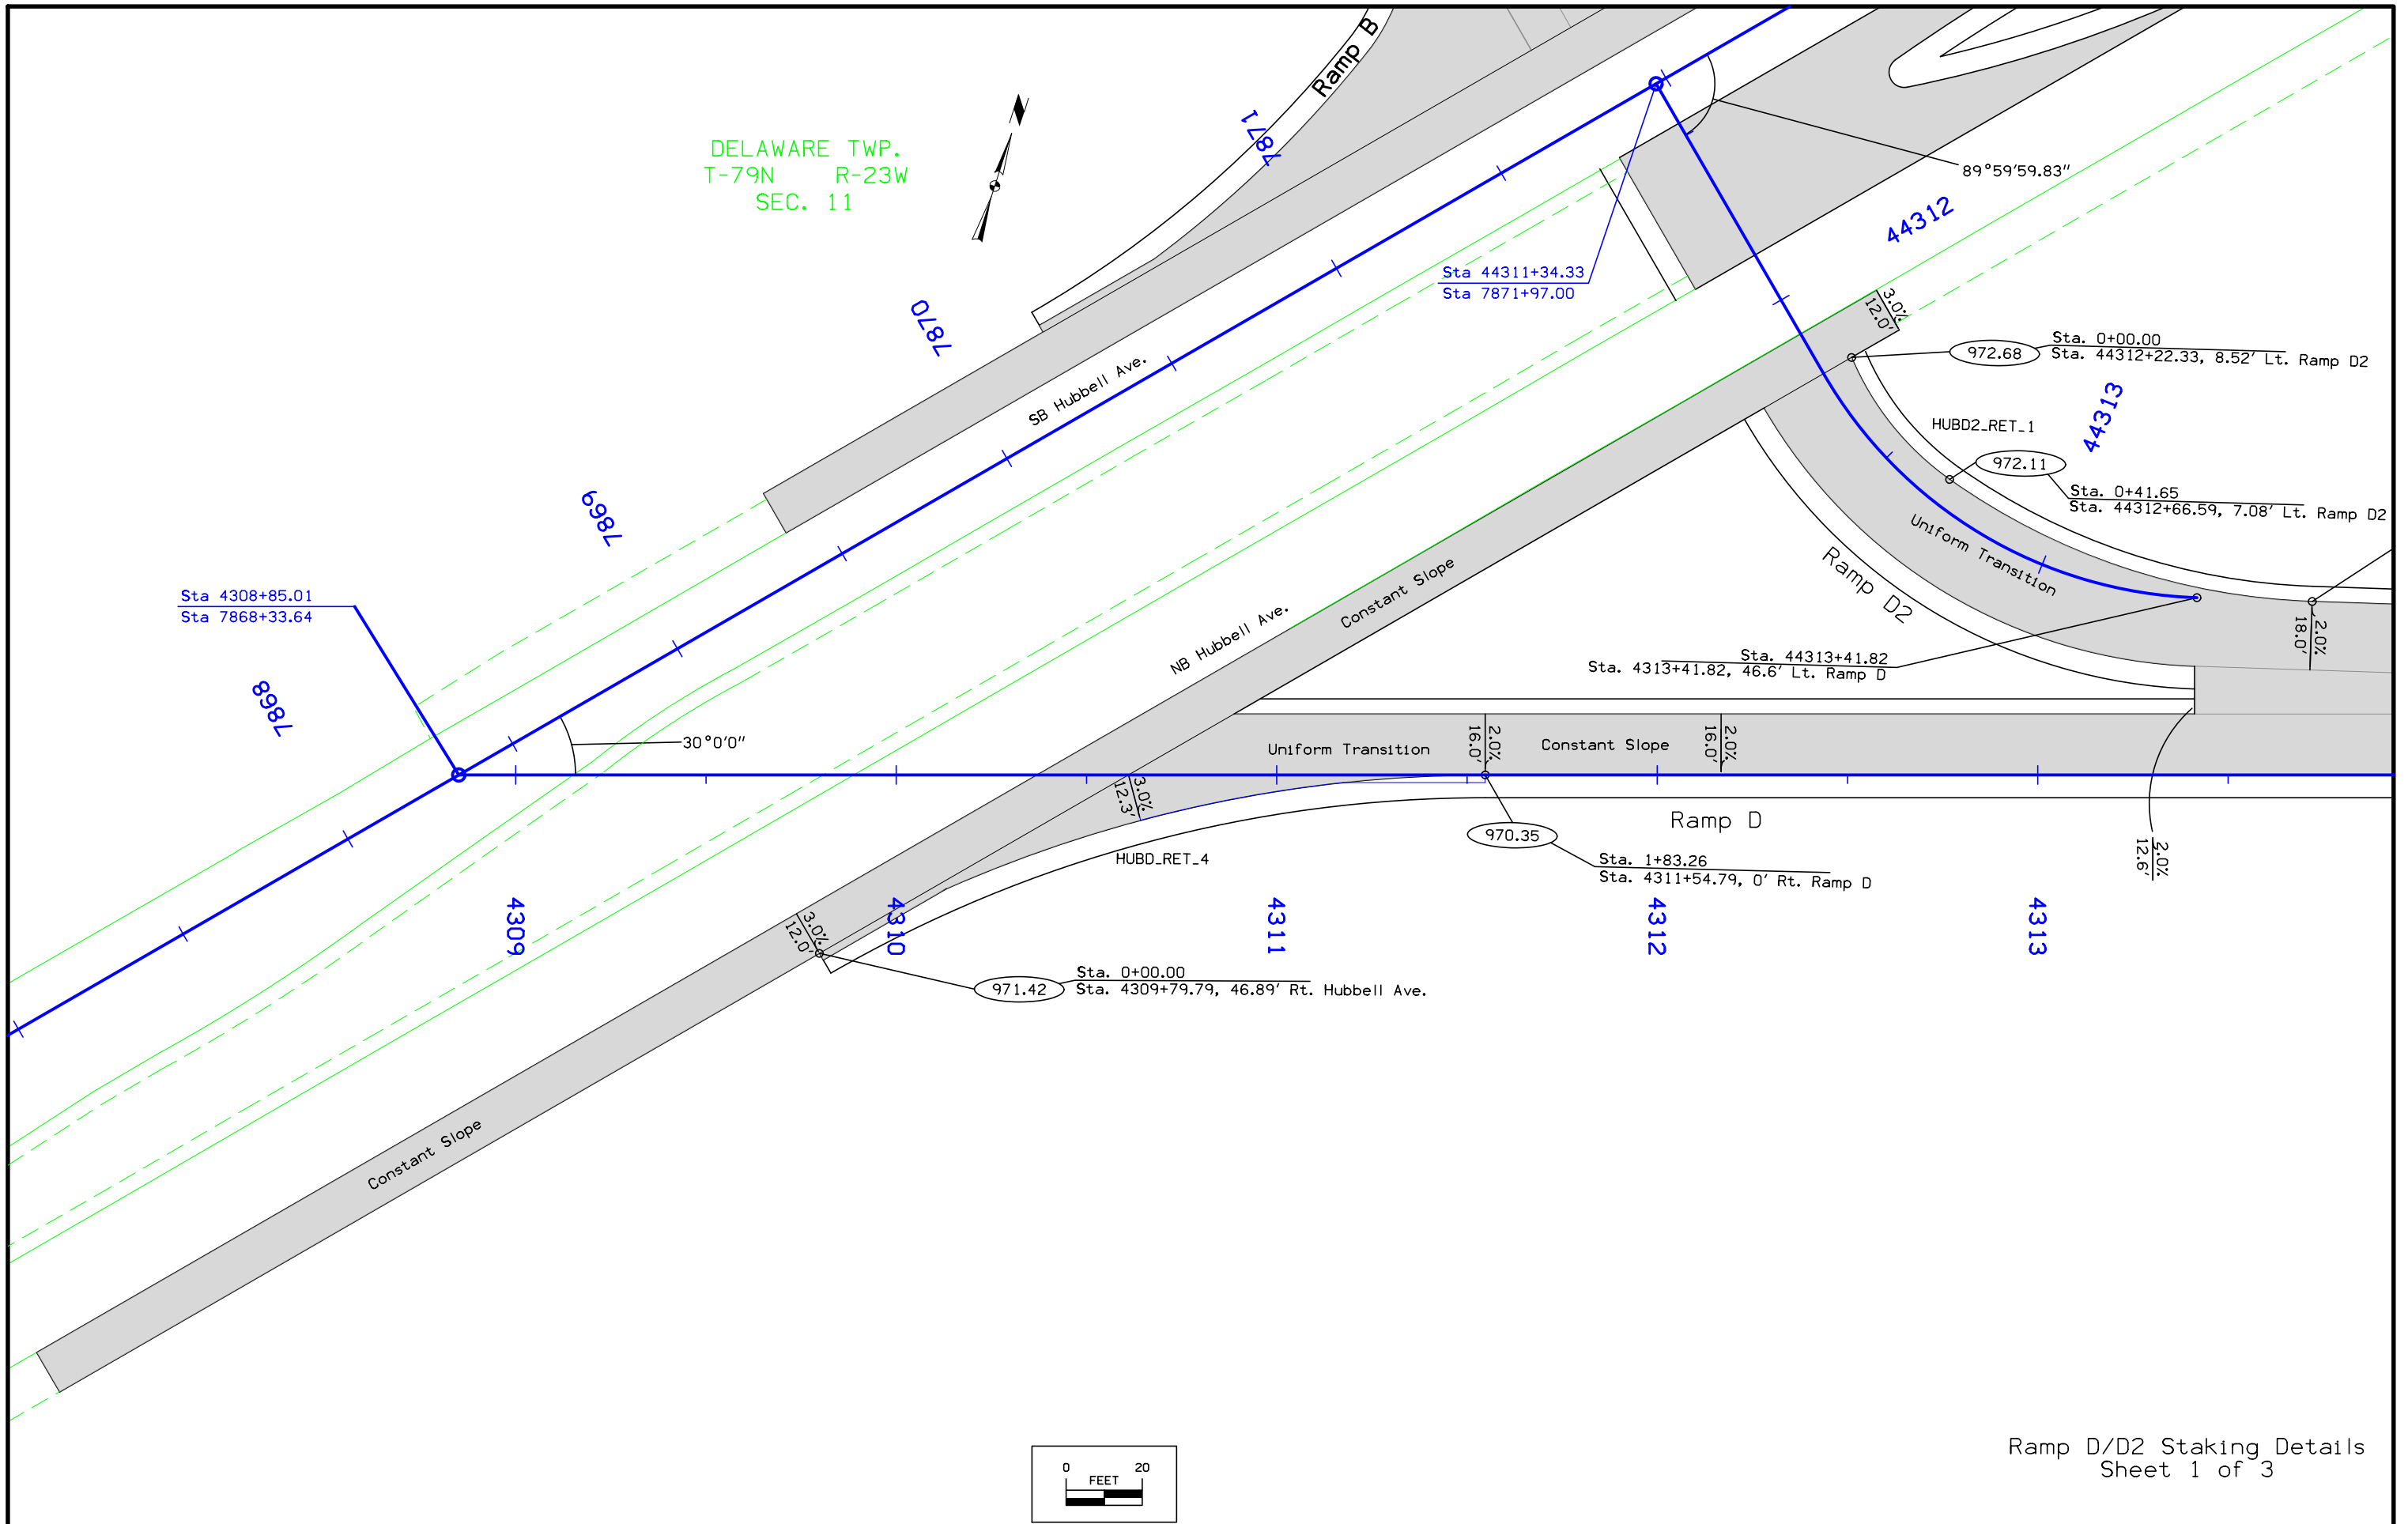 Ramp B
DELAWARE TWP.
T-79N R-23W
SEC. 11
7871
89°59'59.83"
44312
Sta 44311+34.33
Sta 7871+97.00
3.0%
12.0'
7870
972.68
Sta. 0+00.00
Sta. 44312+22.33, 8.52' Lt. Ramp D2
SB Hubbell Ave.
44313
HUBD2_RET_1
972.11
Sta. 0+41.65
Sta. 44312+66.59, 7.08' Lt. Ramp D2
7869
Uniform Transition
Constant Slope
Ramp D2
Sta 4308+85.01
Sta 7868+33.64
NB Hubbell Ave.
2.0%
18.0'
Sta. 44313+41.82
Sta. 4313+41.82, 46.6' Lt. Ramp D
7868
30°0'0"
Uniform Transition
2.0%
16.0'
Constant Slope
2.0%
16.0'
3.0%
12.3'
Ramp D
970.35
HUBD_RET_4
Sta. 1+83.26
Sta. 4311+54.79, 0' Rt. Ramp D
2.0%
12.6'
3.0%
12.0'
4309
4310
4311
4312
4313
971.42
Sta. 0+00.00
Sta. 4309+79.79, 46.89' Rt. Hubbell Ave.
Constant Slope
0 20
FEET
Ramp D/D2 Staking Details
Sheet 1 of 3